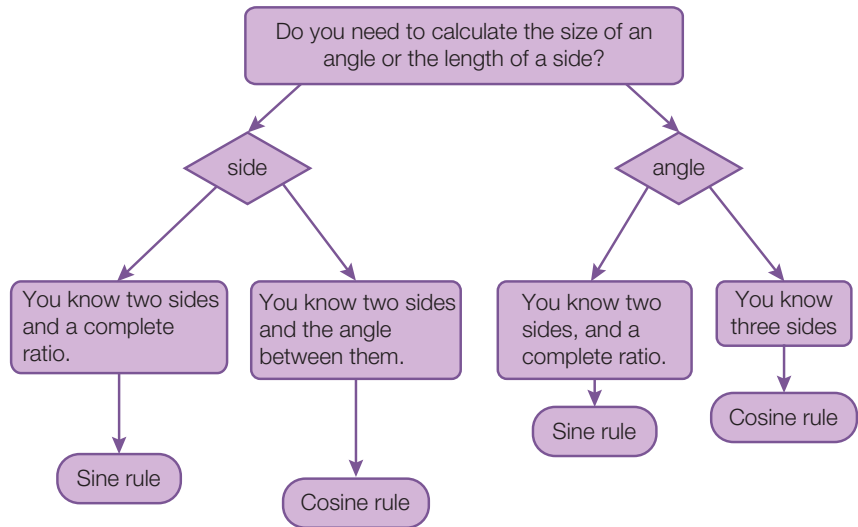 Do you need to calculate the size of an
angle or the length of a side?
side
angle
You know two sides
and a complete
ratio.
You know two sides
and the angle
between them.
You know two
sides, and a
complete ratio.
You know
three sides
Sine rule
Cosine rule
Sine rule
Cosine rule